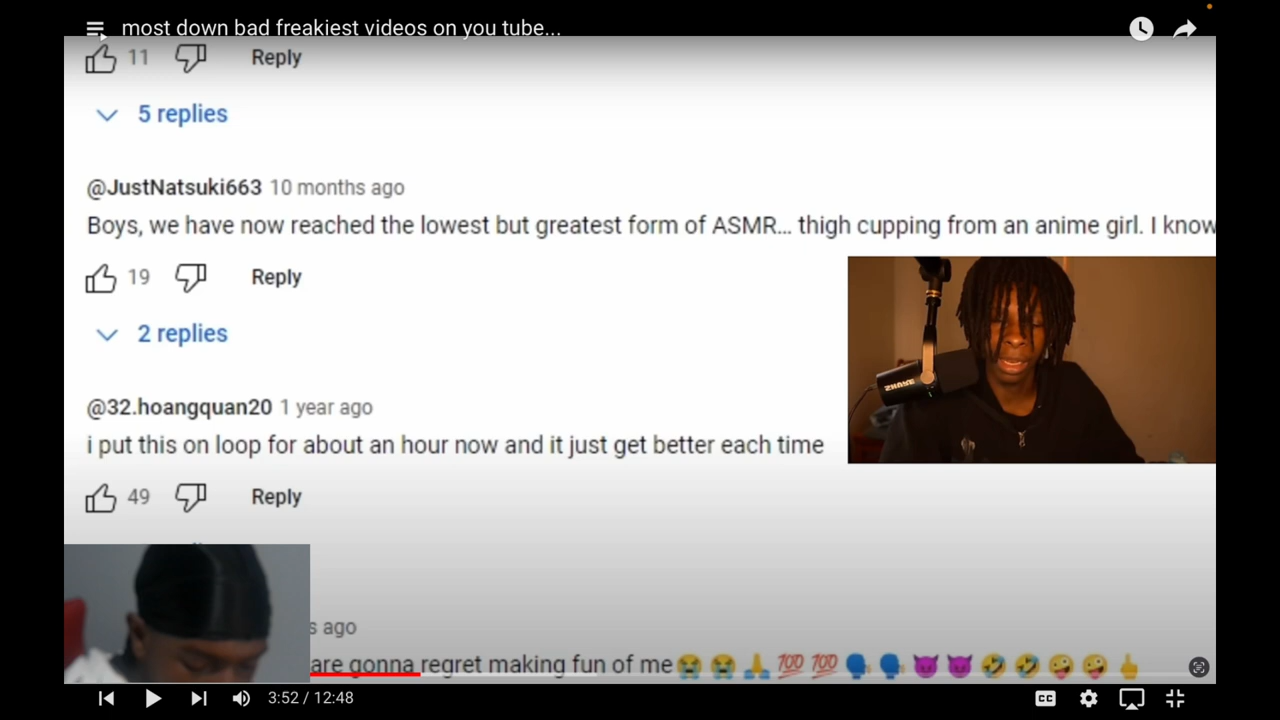 most down bad freakiest videos on you tube...
11 Reply
5 replies
@JustNatsuki663 10 months ago
Boys, we have now reached the lowest but greatest form of ASMR... thigh cupping from an anime girl. I know
19 Reply
2 replies
@32.hoangquan20 1 year ago
i put this on loop for about an hour now and it just get better each time
49 Reply
ago
are gonna regret making fun of me😭😭🙏💯💯🗣️🗣️😈😈🤣🤣🤪🤪🖕
3:52 / 12:48
CC